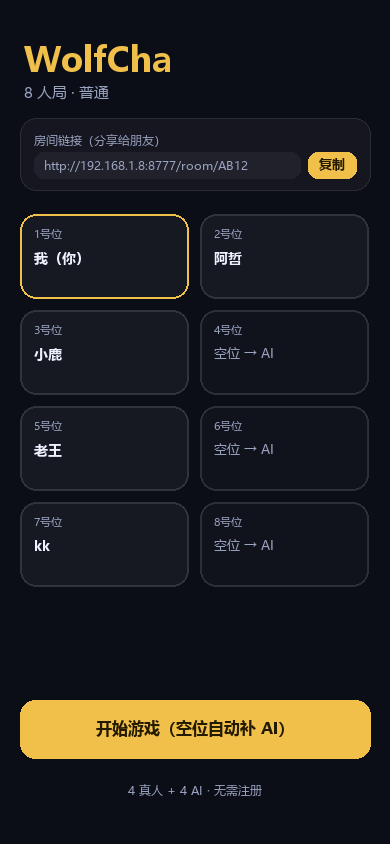 WolfCha
8 人局 · 普通
房间链接（分享给朋友）
http://192.168.1.8:8777/room/AB12
复制
1号位
我（你）
2号位
阿哲
3号位
小鹿
4号位
空位 → AI
5号位
老王
6号位
空位 → AI
7号位
kk
8号位
空位 → AI
开始游戏（空位自动补 AI）
4 真人 + 4 AI · 无需注册